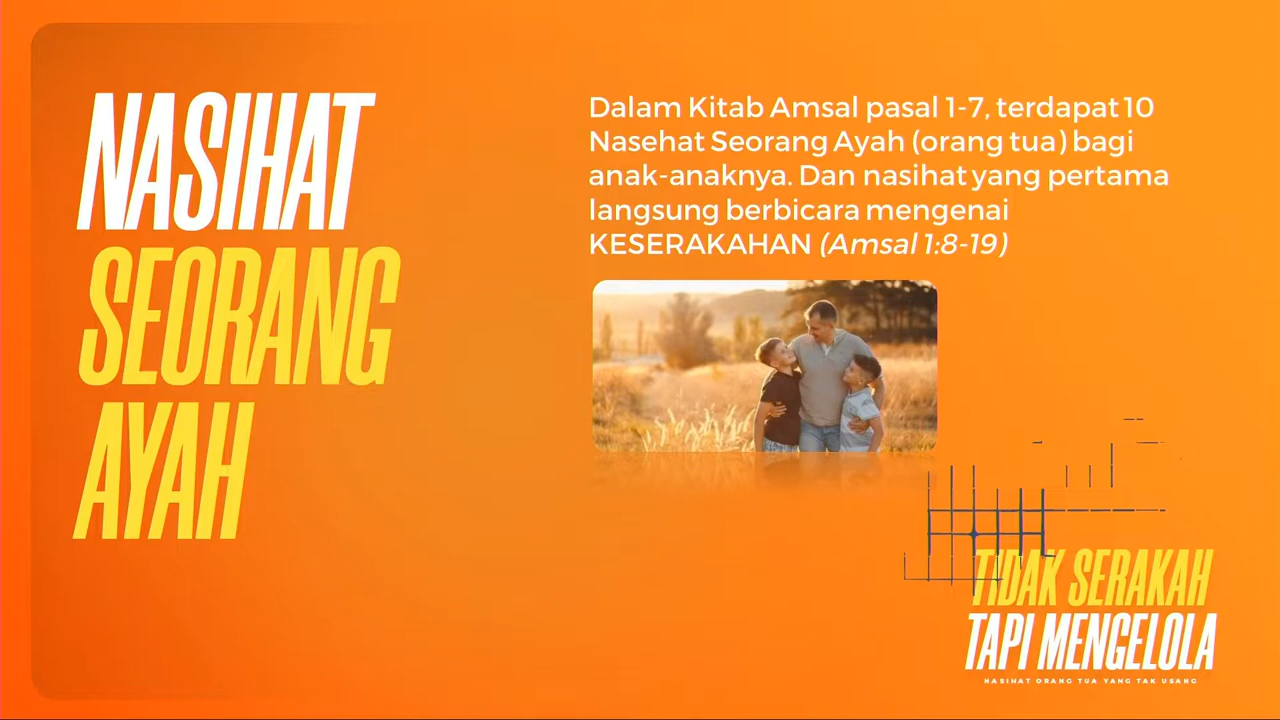 NASIHAT
SEORANG
AYAH
Dalam Kitab Amsal pasal 1-7, terdapat 10
Nasehat Seorang Ayah (orang tua) bagi
anak-anaknya. Dan nasihat yang pertama
langsung berbicara mengenai
KESERAKAHAN (Amsal 1:8-19)
TIDAK SERAKAH
TAPI MENGELOLA
NASIHAT ORANG TUA YANG TAK USANG